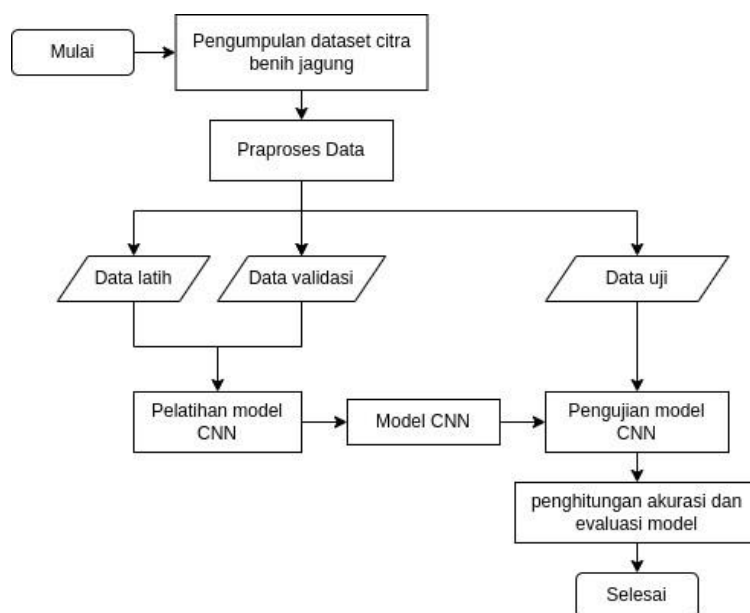 Mulai
Pengumpulan dataset citra
benih jagung
Praproses Data
Data latih
Data validasi
Data uji
Pelatihan model
CNN
Model CNN
Pengujian model
CNN
penghitungan akurasi dan
evaluasi model
Selesai